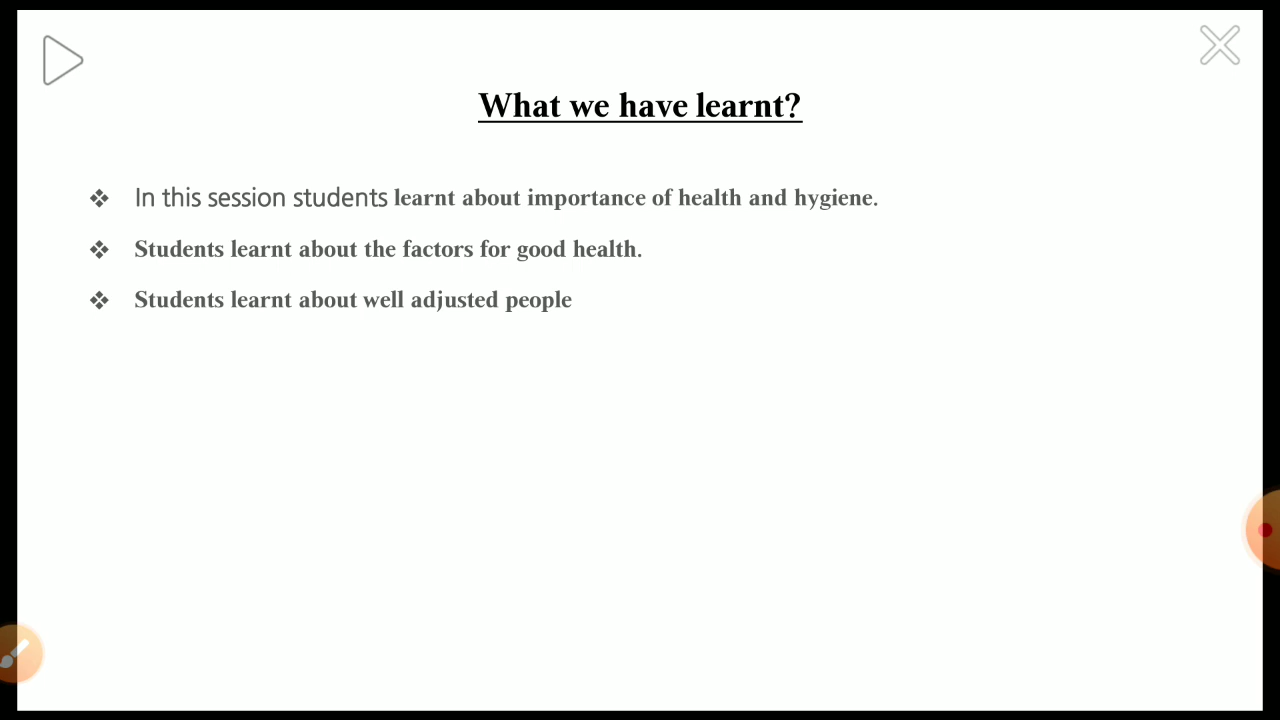 What we have learnt?
❖ In this session students learnt about importance of health and hygiene.
❖ Students learnt about the factors for good health.
❖ Students learnt about well adjusted people